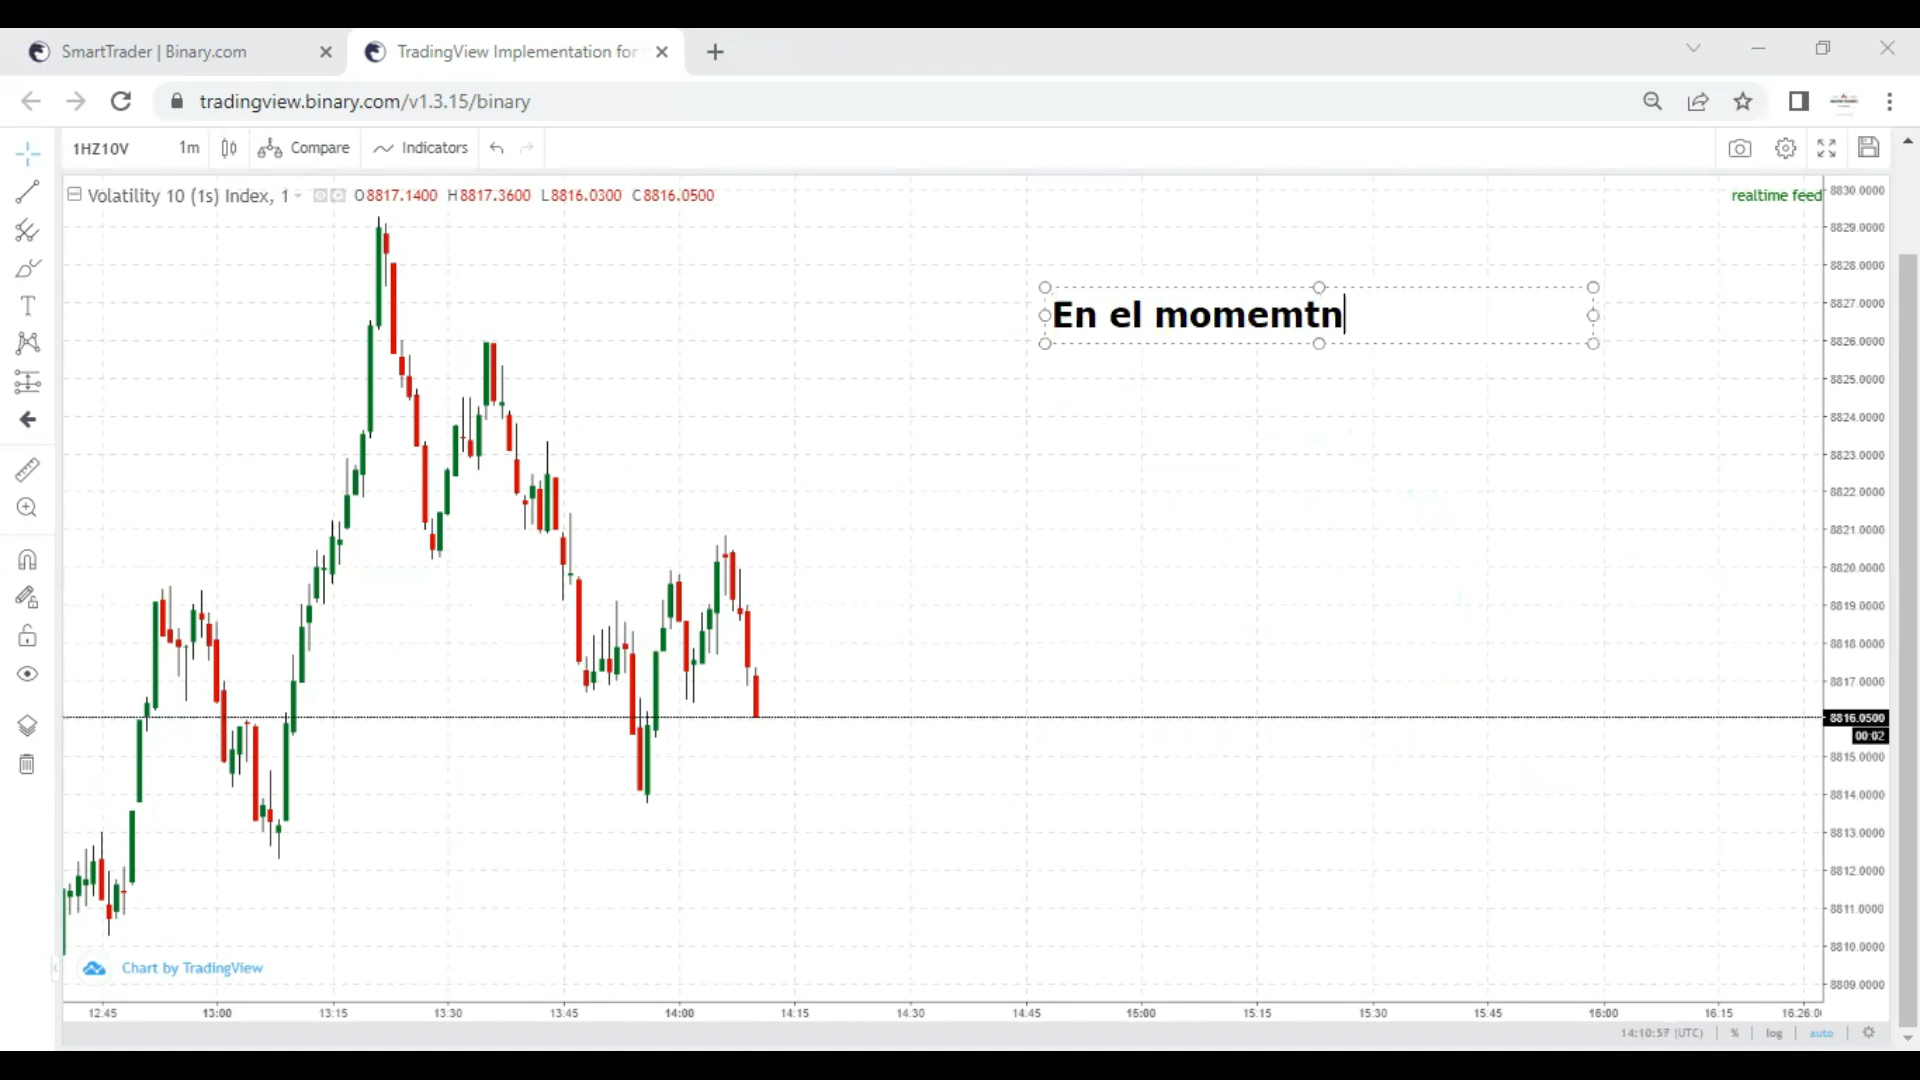 SmartTrader | Binary.com
TradingView Implementation for
tradingview.binary.com/v1.3.15/binary
1HZ10V 1m Compare Indicators
Volatility 10 (1s) Index, 1 O8817.1400 H8817.3600 L8816.0300 C8816.0500
realtime feed
En el momemtn
8830.0000
8829.0000
8828.0000
8827.0000
8826.0000
8825.0000
8824.0000
8823.0000
8822.0000
8821.0000
8820.0000
8819.0000
8818.0000
8817.0000
8816.0500
00:02
8815.0000
8814.0000
8813.0000
8812.0000
8811.0000
8810.0000
8809.0000
Chart by TradingView
12:45 13:00 13:15 13:30 13:45 14:00 14:15 14:30 14:45 15:00 15:15 15:30 15:45 16:00 16:15 16:26:0
14:10:57 (UTC) % log auto